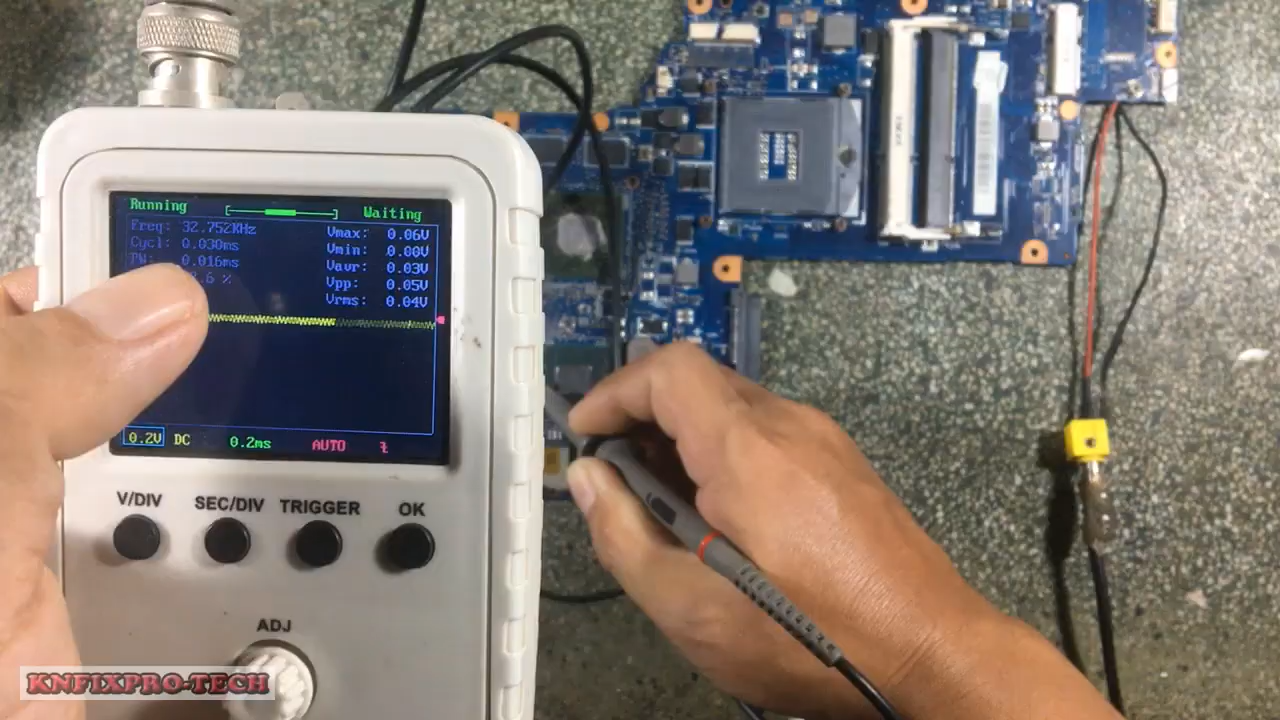 Running
Waiting
Freq: 32.752KHz
Cycl: 0.030ms
PW: 0.016ms
.6 %
Vmax: 0.06V
Vmin: 0.00V
Vavr: 0.03V
Vpp: 0.05V
Vrms: 0.04V
0.2V DC 0.2ms AUTO
V/DIV SEC/DIV TRIGGER OK
ADJ
KNFIXPRO-TECH